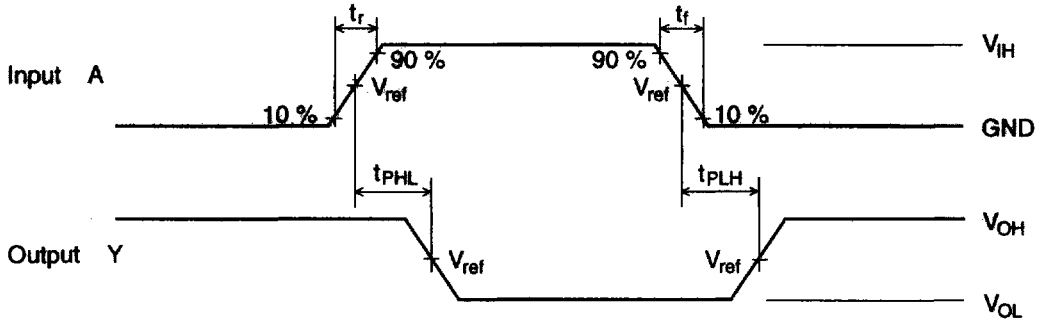 tr
tf
Input A
90 %
90 %
VIH
Vref
Vref
10 %
10 %
GND
tPHL
tPLH
Output Y
VOH
Vref
Vref
VOL